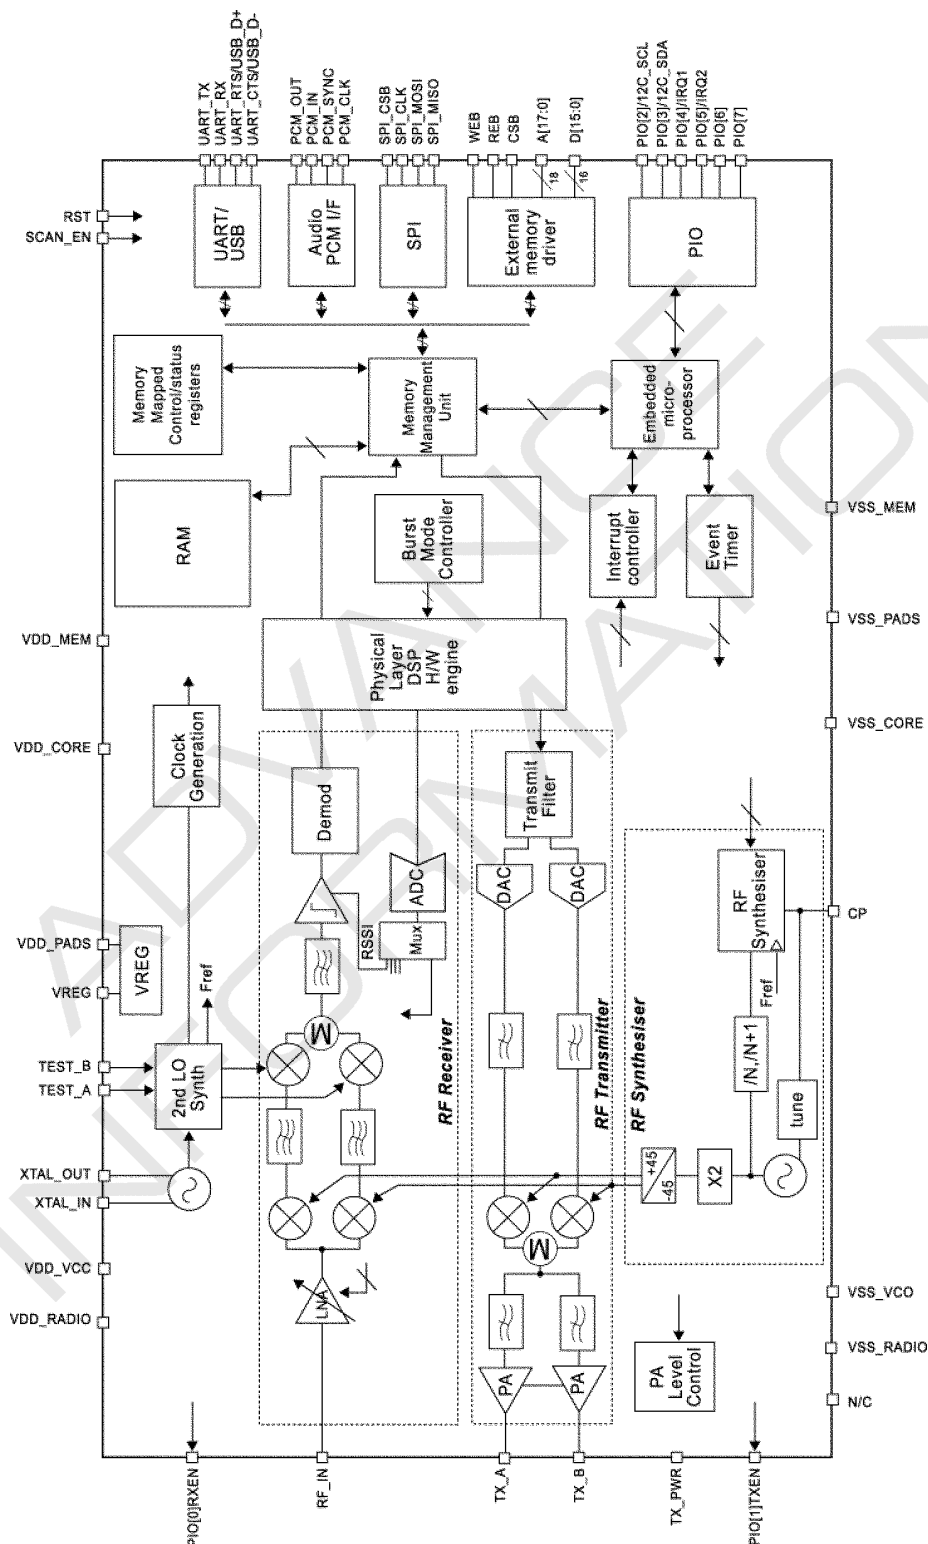 UART_TX
UART_RX
UART_RTS/USB_D+
UART_CTS/USB_D-
PCM_OUT
PCM_IN
PCM_SYNC
PCM_CLK
SPI_CSB
SPI_CLK
SPI_MOSI
SPI_MISO
WEB
REB
CSB
A[17:0]
D[15:0]
PIO[2]/12C_SCL
PIO[3]/12C_SDA
PIO[4]/IRQ1
PIO[5]/IRQ2
PIO[6]
PIO[7]
18
16
RST
SCAN_EN
UART/
USB
Audio
PCM I/F
SPI
External
memory
driver
PIO
Memory
Mapped
Control/status
registers
Memory
Management
Unit
Embedded
micro-
processor
RAM
Burst
Mode
Controller
Interrupt
controller
Event
Timer
VSS_MEM
VSS_PADS
VDD_MEM
Physical
Layer
DSP
H/W
engine
VDD_CORE
VSS_CORE
Clock
Generation
Demod
Transmit
Filter
ADC
DAC
DAC
RF
Synthesiser
CP
VDD_PADS
VREG
VREG
RSSI
Mux
Fref
Fref
M
RF Receiver
RF Transmitter
RF Synthesiser
/N,/N+1
TEST_B
TEST_A
2nd LO
Synth
tune
XTAL_OUT
XTAL_IN
+45
-45
X2
M
VDD_VCC
VDD_RADIO
LNA
VSS_VCO
VSS_RADIO
N/C
PA
PA
PA
Level
Control
PIO[0]RXEN
RF_IN
TX_A
TX_B
TX_PWR
PIO[1]TXEN
ADVANCE
INFORMATION